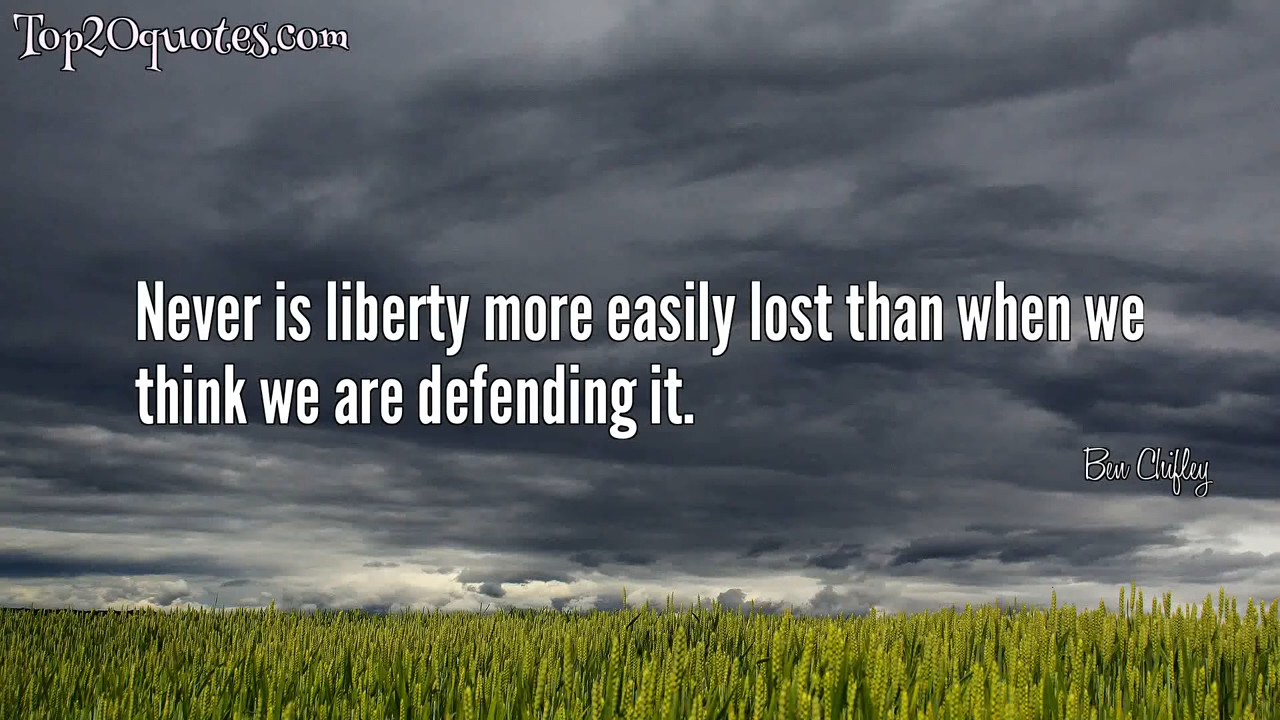 Top20quotes.com
Never is liberty more easily lost than when we
think we are defending it.
Ben Chifley